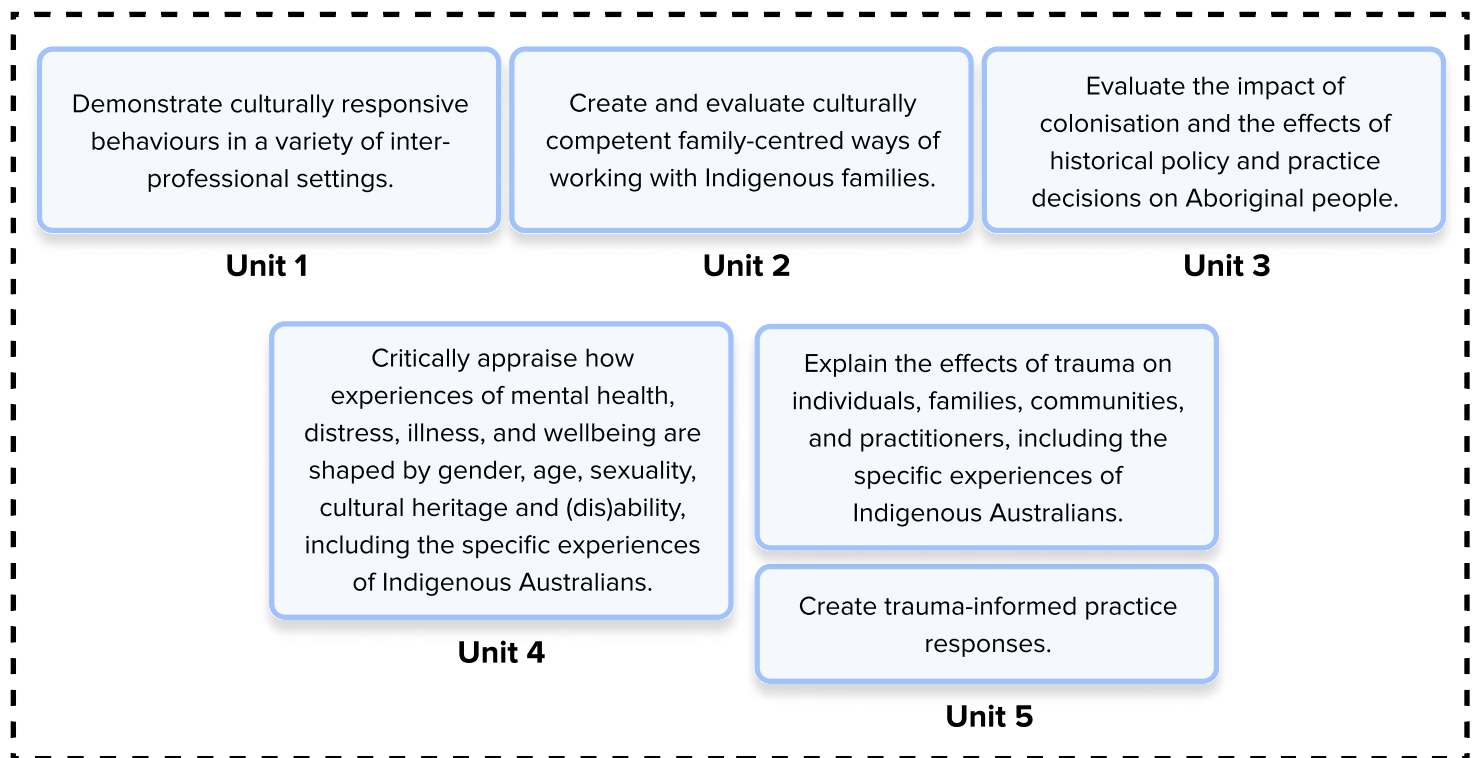 Demonstrate culturally responsive
behaviours in a variety of inter-
professional settings.
Unit 1
Create and evaluate culturally
competent family-centred ways of
working with Indigenous families.
Unit 2
Evaluate the impact of
colonisation and the effects of
historical policy and practice
decisions on Aboriginal people.
Unit 3
Critically appraise how
experiences of mental health,
distress, illness, and wellbeing are
shaped by gender, age, sexuality,
cultural heritage and (dis)ability,
including the specific experiences
of Indigenous Australians.
Unit 4
Explain the effects of trauma on
individuals, families, communities,
and practitioners, including the
specific experiences of
Indigenous Australians.
Create trauma-informed practice
responses.
Unit 5